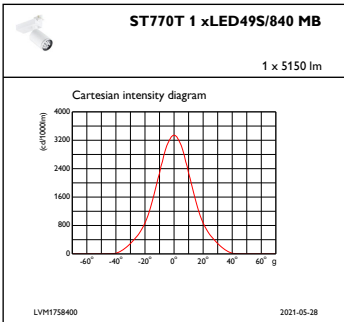 ST770T 1 xLED49S/840 MB
1 x 5150 lm
Cartesian intensity diagram
(cd/1000lm)
4000
3200
2400
1600
800
0
-60° -40° -20° 0° 20° 40° 60° g
LVM1758400 2021-05-28